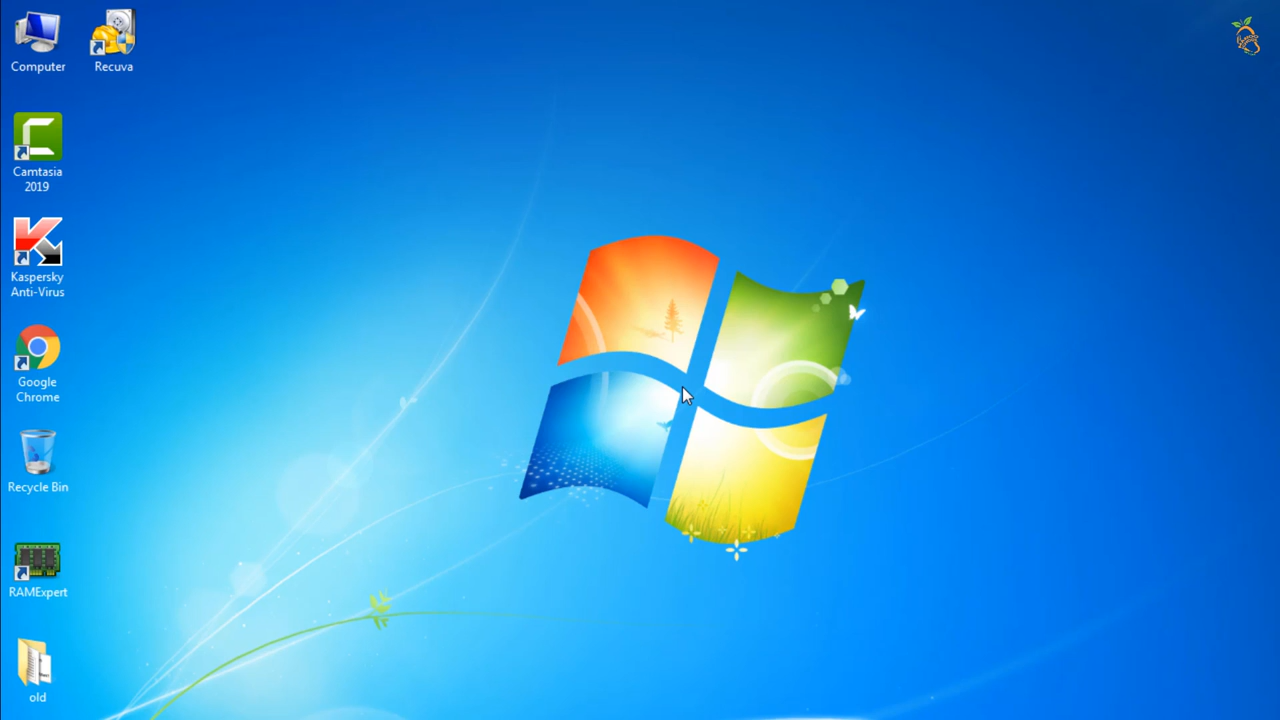 Computer
Recuva
Camtasia
2019
Kaspersky
Anti-Virus
Google
Chrome
Recycle Bin
RAMExpert
old